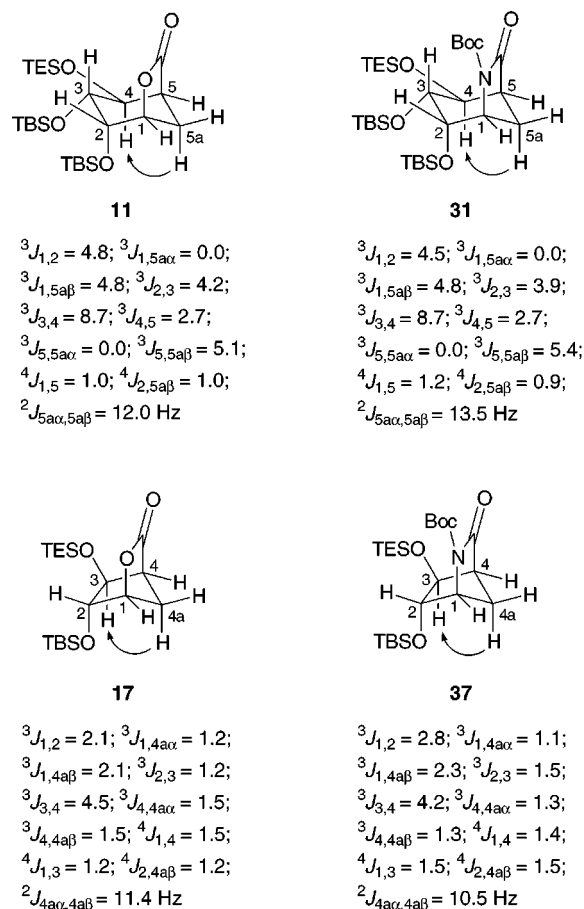 O
H
TESO
3
O
5
H
4
H
TBSO
2
1
5a
H
H
TBSO
11
³J1,2 = 4.8; ³J1,5aα = 0.0;
³J1,5aβ = 4.8; ³J2,3 = 4.2;
³J3,4 = 8.7; ³J4,5 = 2.7;
³J5,5aα = 0.0; ³J5,5aβ = 5.1;
⁴J1,5 = 1.0; ⁴J2,5aβ = 1.0;
²J5aα,5aβ = 12.0 Hz
Boc
O
H
N
TESO
3
5
H
4
H
TBSO
2
1
5a
H
H
TBSO
31
³J1,2 = 4.5; ³J1,5aα = 0.0;
³J1,5aβ = 4.8; ³J2,3 = 3.9;
³J3,4 = 8.7; ³J4,5 = 2.7;
³J5,5aα = 0.0; ³J5,5aβ = 5.4;
⁴J1,5 = 1.2; ⁴J2,5aβ = 0.9;
²J5aα,5aβ = 13.5 Hz
O
TESO
O
3
4
H
H
2
H
1
H
4a
H
TBSO
H
17
³J1,2 = 2.1; ³J1,4aα = 1.2;
³J1,4aβ = 2.1; ³J2,3 = 1.2;
³J3,4 = 4.5; ³J4,4aα = 1.5;
³J4,4aβ = 1.5; ⁴J1,4 = 1.5;
⁴J1,3 = 1.2; ⁴J2,4aβ = 1.2;
²J4aα,4aβ = 11.4 Hz
Boc
O
N
TESO
3
4
H
H
2
H
1
H
4a
H
TBSO
H
37
³J1,2 = 2.8; ³J1,4aα = 1.1;
³J1,4aβ = 2.3; ³J2,3 = 1.5;
³J3,4 = 4.2; ³J4,4aα = 1.3;
³J4,4aβ = 1.3; ⁴J1,4 = 1.4;
⁴J1,3 = 1.5; ⁴J2,4aβ = 1.5;
²J4aα,4aβ = 10.5 Hz